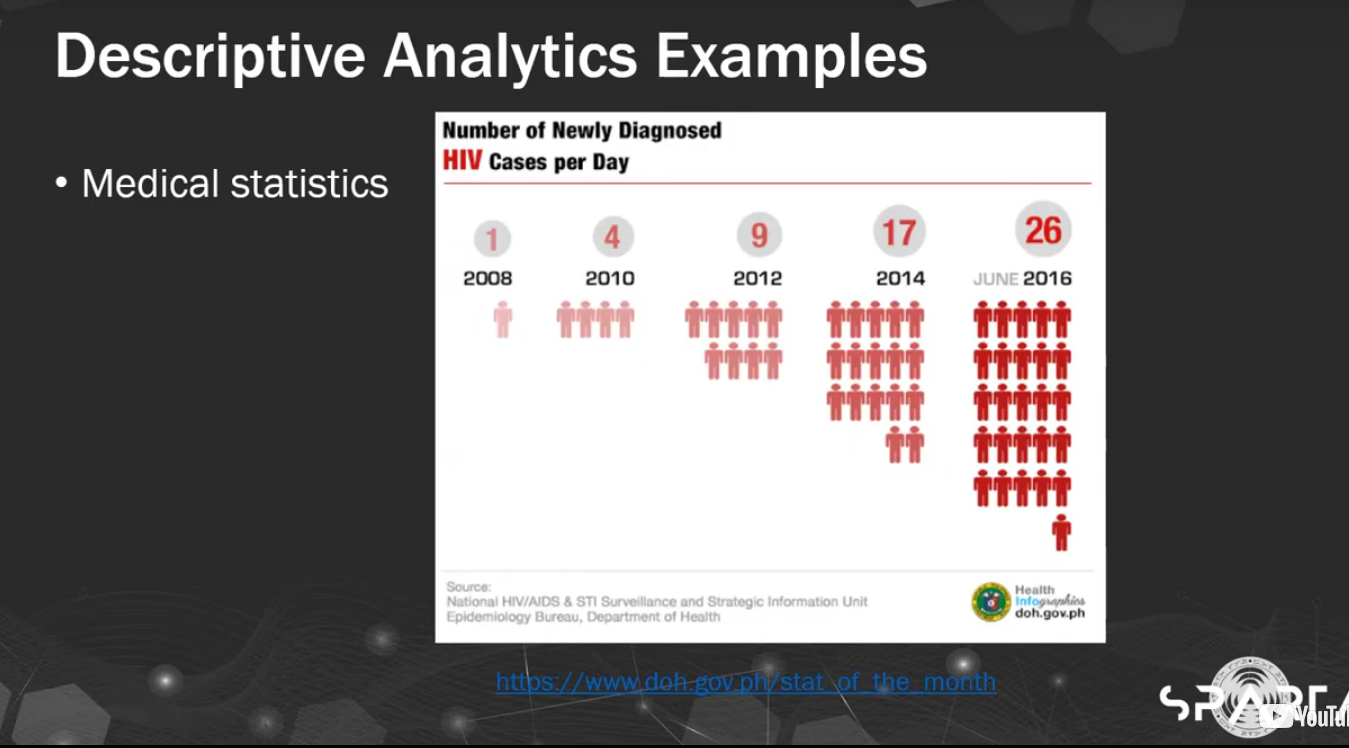 Descriptive Analytics Examples
• Medical statistics
Number of Newly Diagnosed
HIV Cases per Day
1
2008
4
2010
9
2012
17
2014
26
JUNE 2016
Source:
National HIV/AIDS & STI Surveillance and Strategic Information Unit
Epidemiology Bureau, Department of Health
Health
Infographics
doh.gov.ph
https://www.doh.gov.ph/stat_of_the_month